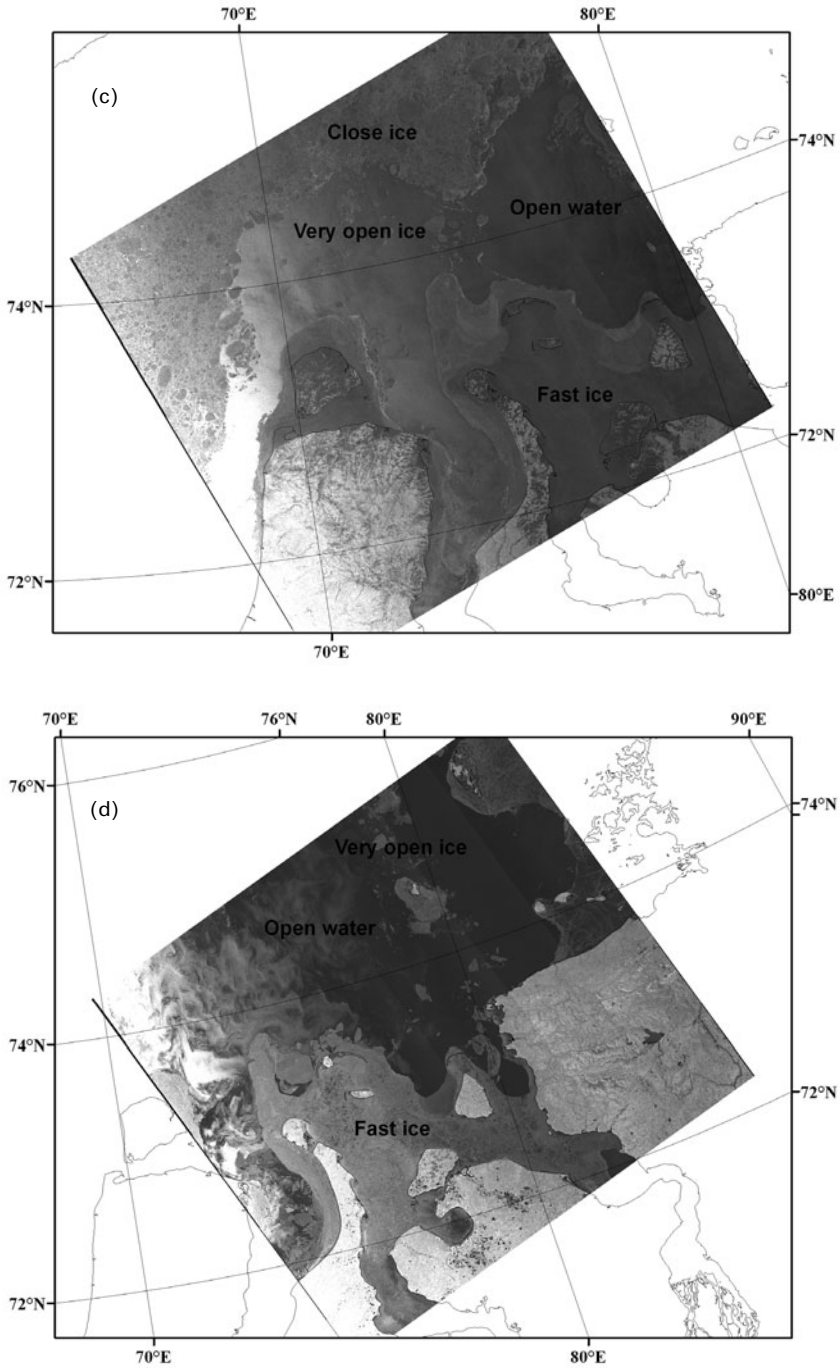 70°E 80°E
(c)
Close ice
74°N
Open water
Very open ice
74°N
Fast ice
72°N
72°N
80°E
70°E
70°E 76°N 80°E 90°E
76°N
(d)
74°N
Very open ice
Open water
74°N
72°N
Fast ice
72°N
70°E 80°E